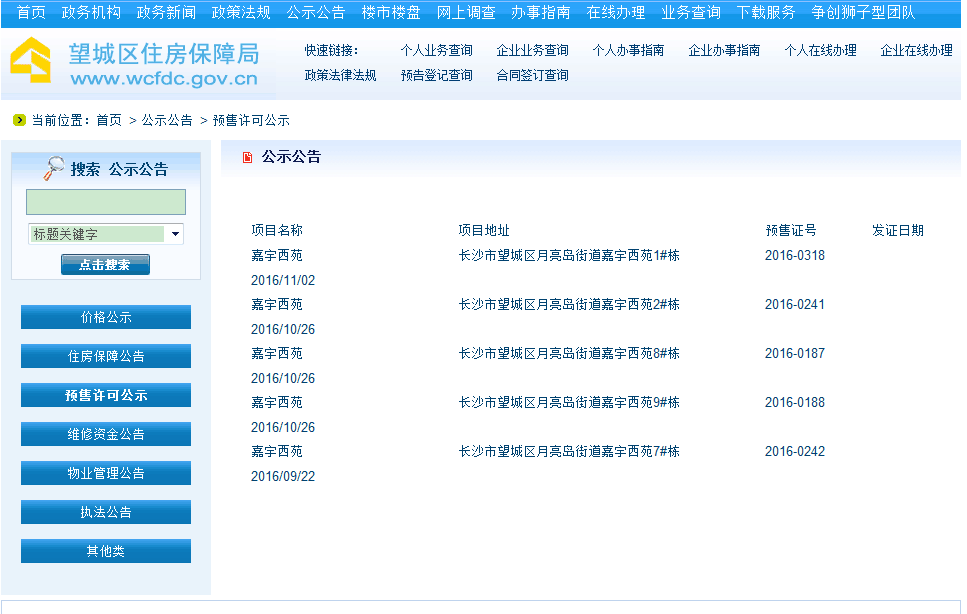 首页 政务机构 政务新闻 政策法规 公示公告 楼市楼盘 网上调查 办事指南 在线办理 业务查询 下载服务 争创狮子型团队
望城区住房保障局
www.wcfdc.gov.cn
快速链接： 个人业务查询 企业业务查询 个人办事指南 企业办事指南 个人在线办理 企业在线办理
政策法律法规 预告登记查询 合同签订查询
当前位置：首页 > 公示公告 > 预售许可公示
搜索 公示公告
标题关键字
点击搜索
价格公示
住房保障公告
预售许可公示
维修资金公告
物业管理公告
执法公告
其他类
公示公告
项目名称 项目地址 预售证号 发证日期
嘉宇西苑 长沙市望城区月亮岛街道嘉宇西苑1#栋 2016-0318
2016/11/02
嘉宇西苑 长沙市望城区月亮岛街道嘉宇西苑2#栋 2016-0241
2016/10/26
嘉宇西苑 长沙市望城区月亮岛街道嘉宇西苑8#栋 2016-0187
2016/10/26
嘉宇西苑 长沙市望城区月亮岛街道嘉宇西苑9#栋 2016-0188
2016/10/26
嘉宇西苑 长沙市望城区月亮岛街道嘉宇西苑7#栋 2016-0242
2016/09/22